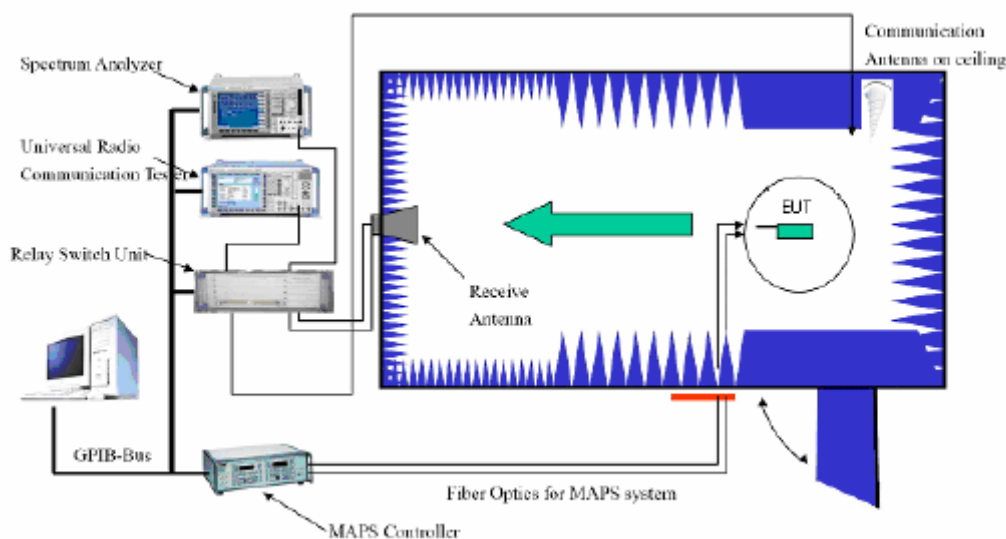 Communication
Antenna on ceiling
Spectrum Analyzer
Universal Radio
Communication Tester
EUT
Relay Switch Unit
Receive
Antenna
GPIB-Bus
Fiber Optics for MAPS system
MAPS Controller